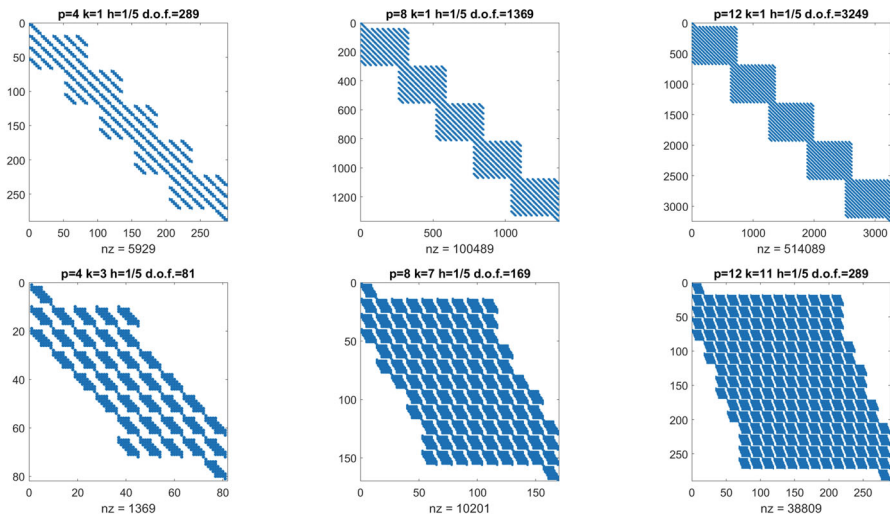 p=4 k=1 h=1/5 d.o.f.=289
0
50
100
150
200
250
0 50 100 150 200 250
nz = 5929
p=8 k=1 h=1/5 d.o.f.=1369
0
200
400
600
800
1000
1200
0 500 1000
nz = 100489
p=12 k=1 h=1/5 d.o.f.=3249
0
500
1000
1500
2000
2500
3000
0 1000 2000 3000
nz = 514089
p=4 k=3 h=1/5 d.o.f.=81
0
20
40
60
80
0 20 40 60 80
nz = 1369
p=8 k=7 h=1/5 d.o.f.=169
0
50
100
150
0 50 100 150
nz = 10201
p=12 k=11 h=1/5 d.o.f.=289
0
50
100
150
200
250
0 50 100 150 200 250
nz = 38809